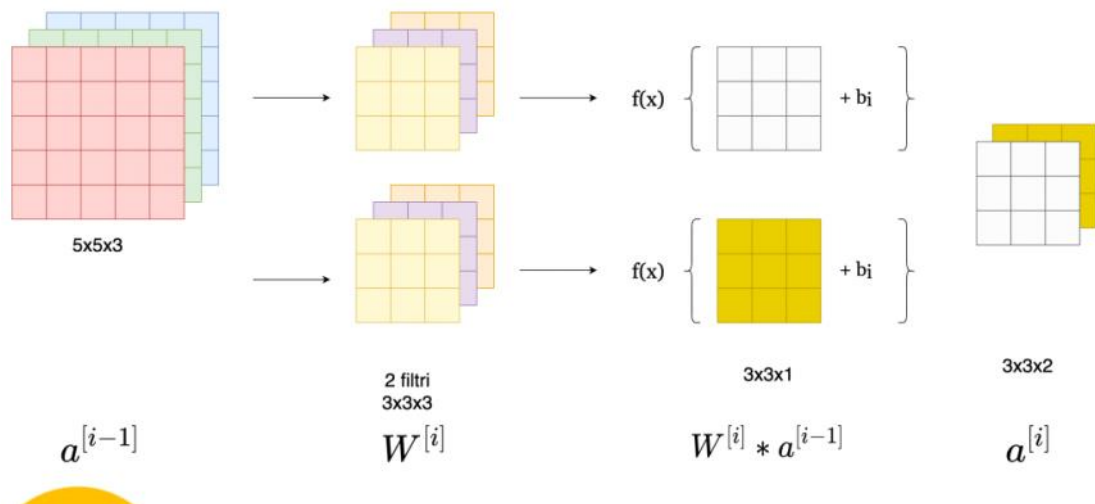 f(x) + bi
5x5x3
f(x) + bi
2 filtri
3x3x3
3x3x1
3x3x2
a^{[i-1]}
W^{[i]}
W^{[i]} * a^{[i-1]}
a^{[i]}